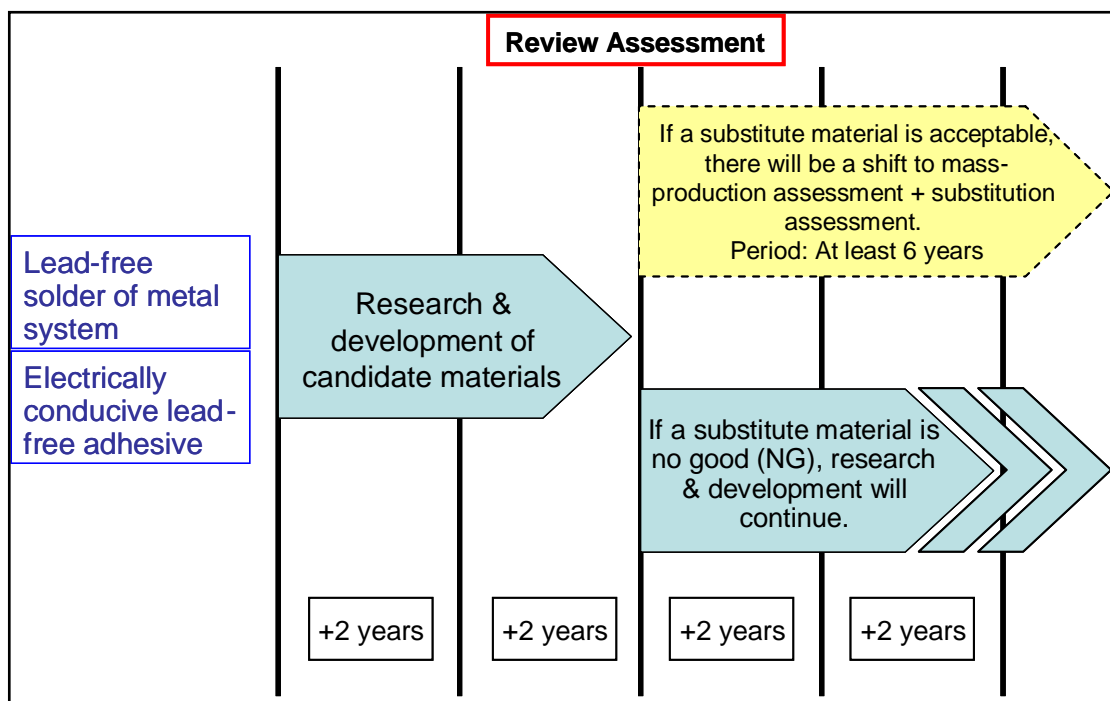 Review Assessment
If a substitute material is acceptable,
there will be a shift to mass-
production assessment + substitution
assessment.
Period: At least 6 years
Lead-free
solder of metal
system
Electrically
conducive lead-
free adhesive
Research &
development of
candidate materials
If a substitute material is
no good (NG), research
& development will
continue.
+2 years
+2 years
+2 years
+2 years